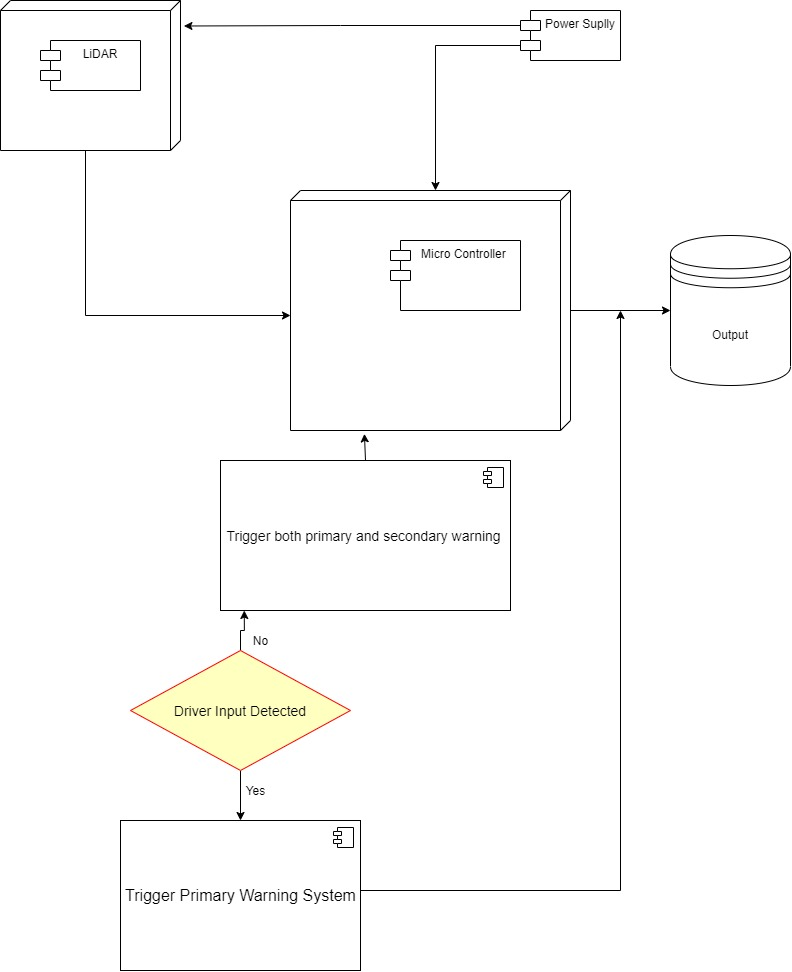 LiDAR
Power Suplly
Micro Controller
Output
Trigger both primary and secondary warning
No
Driver Input Detected
Yes
Trigger Primary Warning System